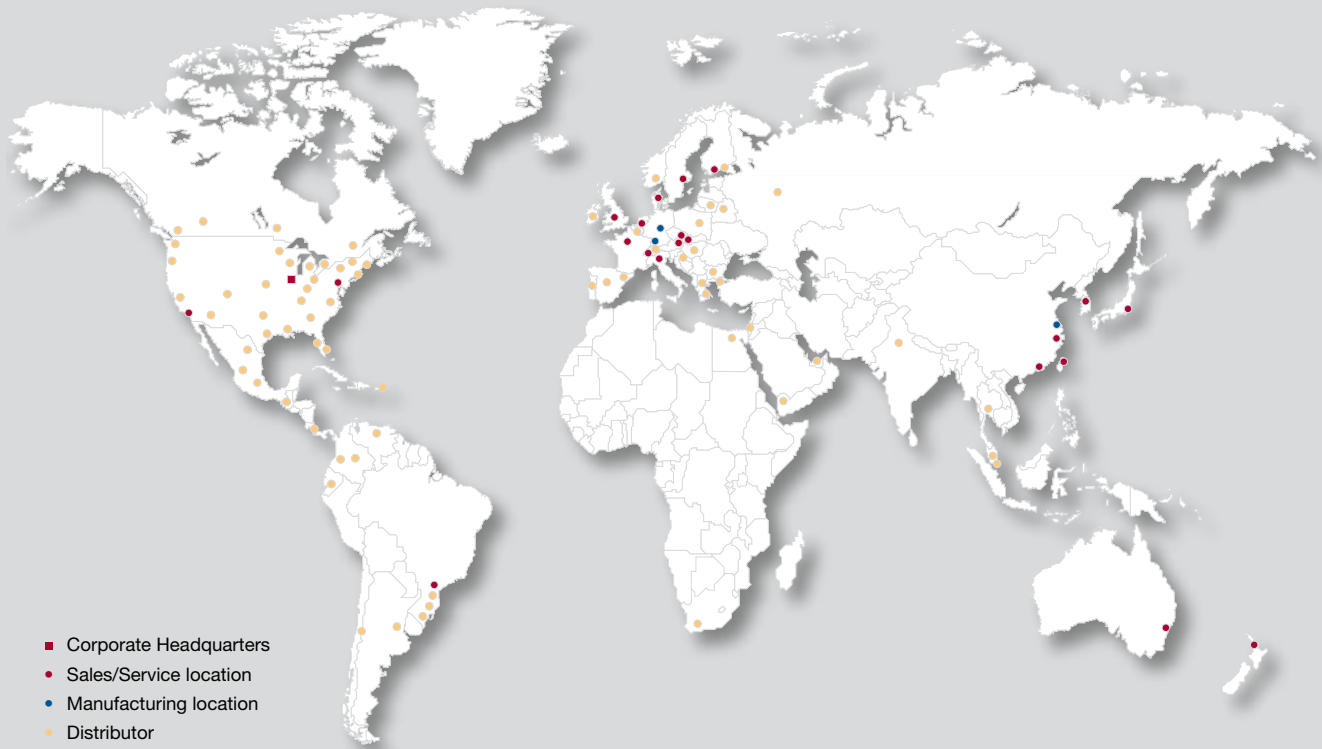 Corporate Headquarters
Sales/Service location
Manufacturing location
Distributor